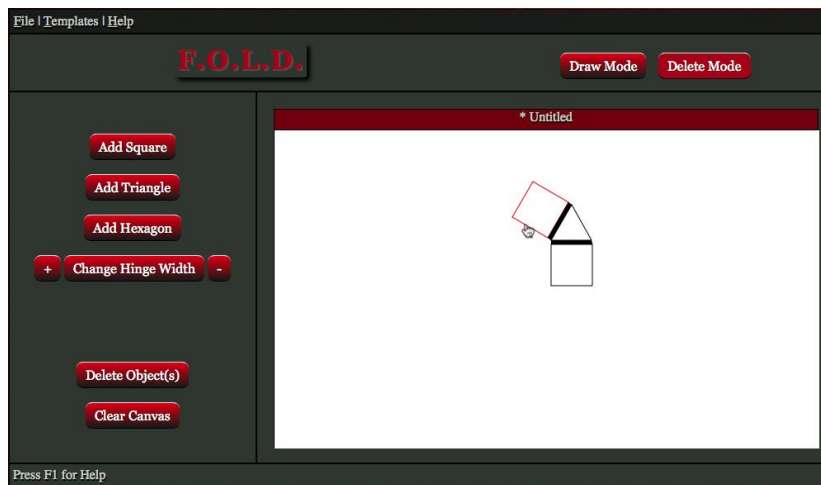 File | Templates | Help
F.O.L.D.
Draw Mode
Delete Mode
* Untitled
Add Square
Add Triangle
Add Hexagon
+ Change Hinge Width -
Delete Object(s)
Clear Canvas
Press F1 for Help